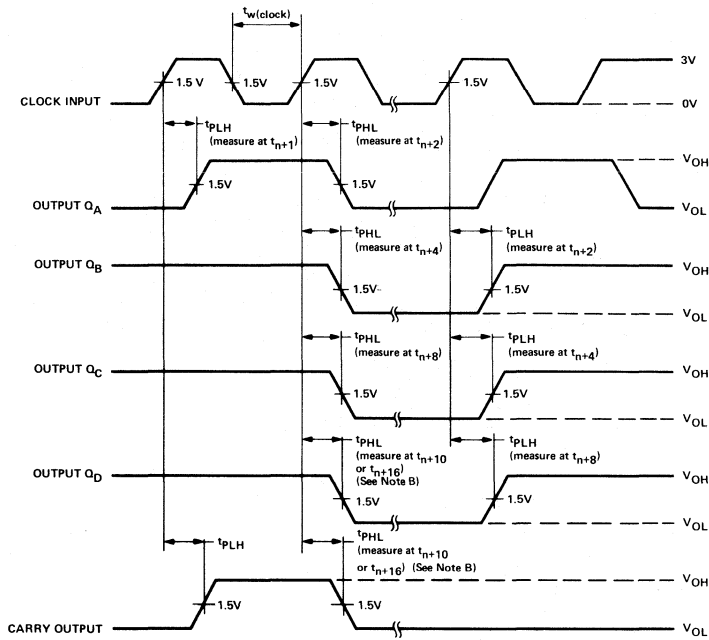 tw(clock)
3V
1.5 V 1.5V 1.5V 1.5V
CLOCK INPUT
0V
tPLH
(measure at tn+1)
tPHL
(measure at tn+2)
VOH
1.5V 1.5V
OUTPUT QA
VOL
tPHL
(measure at tn+4)
tPLH
(measure at tn+2)
OUTPUT QB
VOH
1.5V 1.5V
VOL
tPHL
(measure at tn+8)
tPLH
(measure at tn+4)
OUTPUT QC
VOH
1.5V 1.5V
VOL
tPHL
(measure at tn+10
or tn+16)
(See Note B)
tPLH
(measure at tn+8)
OUTPUT QD
VOH
1.5V 1.5V
VOL
tPLH
tPHL
(measure at tn+10
or tn+16) (See Note B)
VOH
1.5V 1.5V
CARRY OUTPUT
VOL